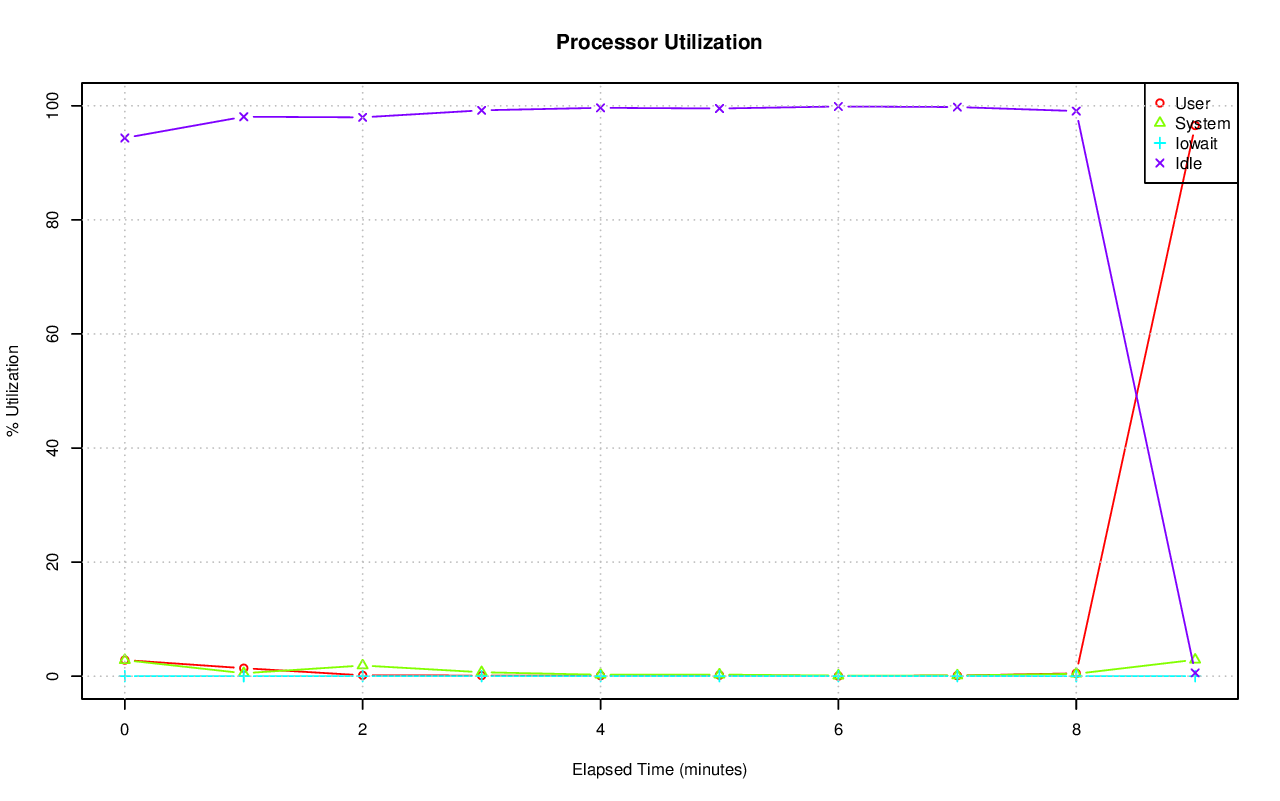 Processor Utilization
100
80
60
40
20
0
% Utilization
User
System
Iowait
Idle
0 2 4 6 8
Elapsed Time (minutes)